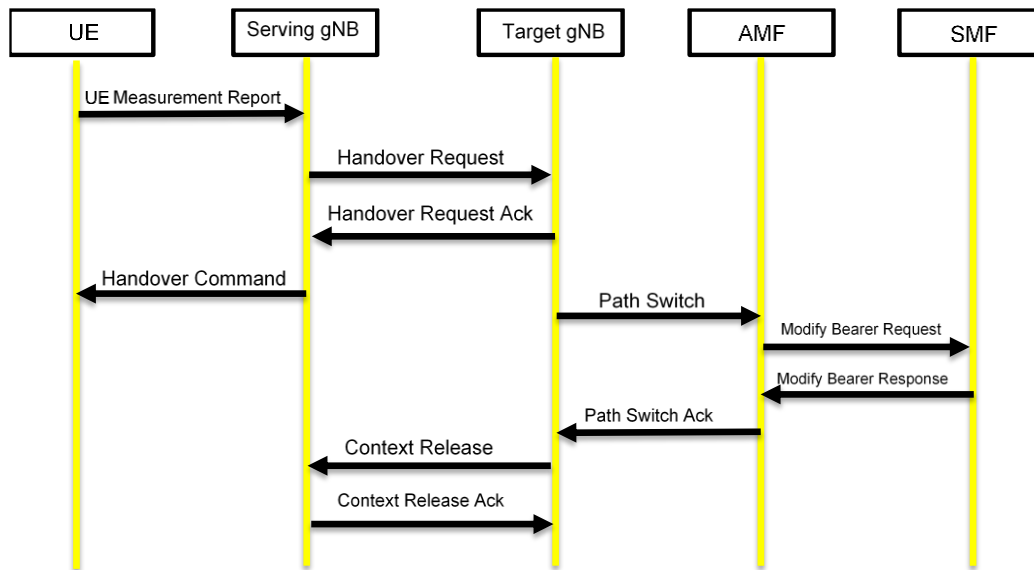 UE
Serving gNB
Target gNB
AMF
SMF
UE Measurement Report
Handover Request
Handover Request Ack
Handover Command
Path Switch
Modify Bearer Request
Modify Bearer Response
Path Switch Ack
Context Release
Context Release Ack